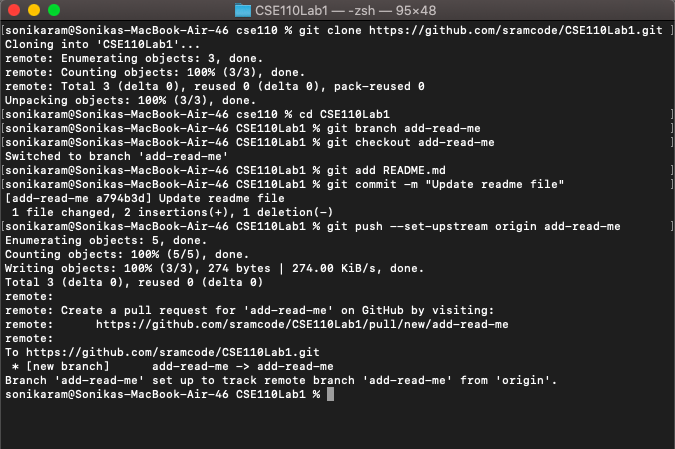 CSE110Lab1 — -zsh — 95×48
[sonikaram@Sonikas-MacBook-Air-46 cse110 % git clone https://github.com/sramcode/CSE110Lab1.git ]
Cloning into 'CSE110Lab1'...
remote: Enumerating objects: 3, done.
remote: Counting objects: 100% (3/3), done.
remote: Total 3 (delta 0), reused 0 (delta 0), pack-reused 0
Unpacking objects: 100% (3/3), done.
[sonikaram@Sonikas-MacBook-Air-46 cse110 % cd CSE110Lab1 ]
[sonikaram@Sonikas-MacBook-Air-46 CSE110Lab1 % git branch add-read-me ]
[sonikaram@Sonikas-MacBook-Air-46 CSE110Lab1 % git checkout add-read-me ]
Switched to branch 'add-read-me'
[sonikaram@Sonikas-MacBook-Air-46 CSE110Lab1 % git add README.md ]
[sonikaram@Sonikas-MacBook-Air-46 CSE110Lab1 % git commit -m "Update readme file" ]
[add-read-me a794b3d] Update readme file
 1 file changed, 2 insertions(+), 1 deletion(-)
[sonikaram@Sonikas-MacBook-Air-46 CSE110Lab1 % git push --set-upstream origin add-read-me ]
Enumerating objects: 5, done.
Counting objects: 100% (5/5), done.
Writing objects: 100% (3/3), 274 bytes | 274.00 KiB/s, done.
Total 3 (delta 0), reused 0 (delta 0)
remote:
remote: Create a pull request for 'add-read-me' on GitHub by visiting:
remote:      https://github.com/sramcode/CSE110Lab1/pull/new/add-read-me
remote:
To https://github.com/sramcode/CSE110Lab1.git
 * [new branch]      add-read-me -> add-read-me
Branch 'add-read-me' set up to track remote branch 'add-read-me' from 'origin'.
sonikaram@Sonikas-MacBook-Air-46 CSE110Lab1 %